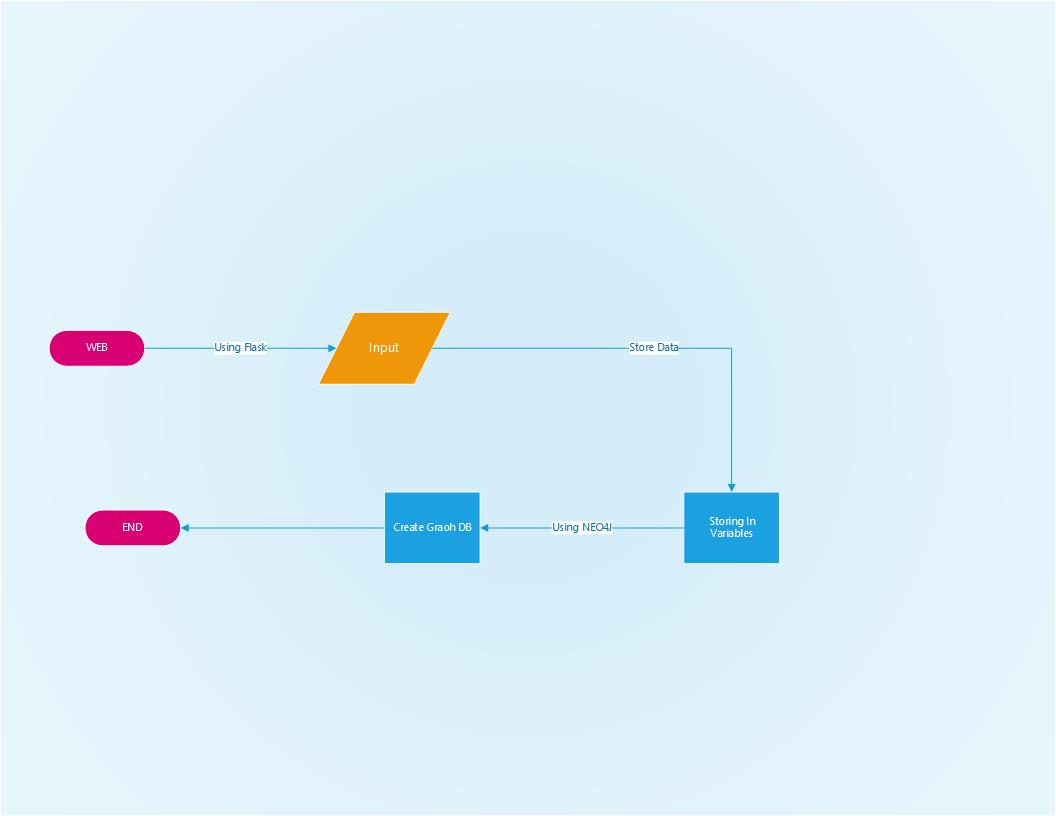 WEB
Using Flask
Input
Store Data
END
Create Graoh DB
Using NEO4J
Storing In
Variables